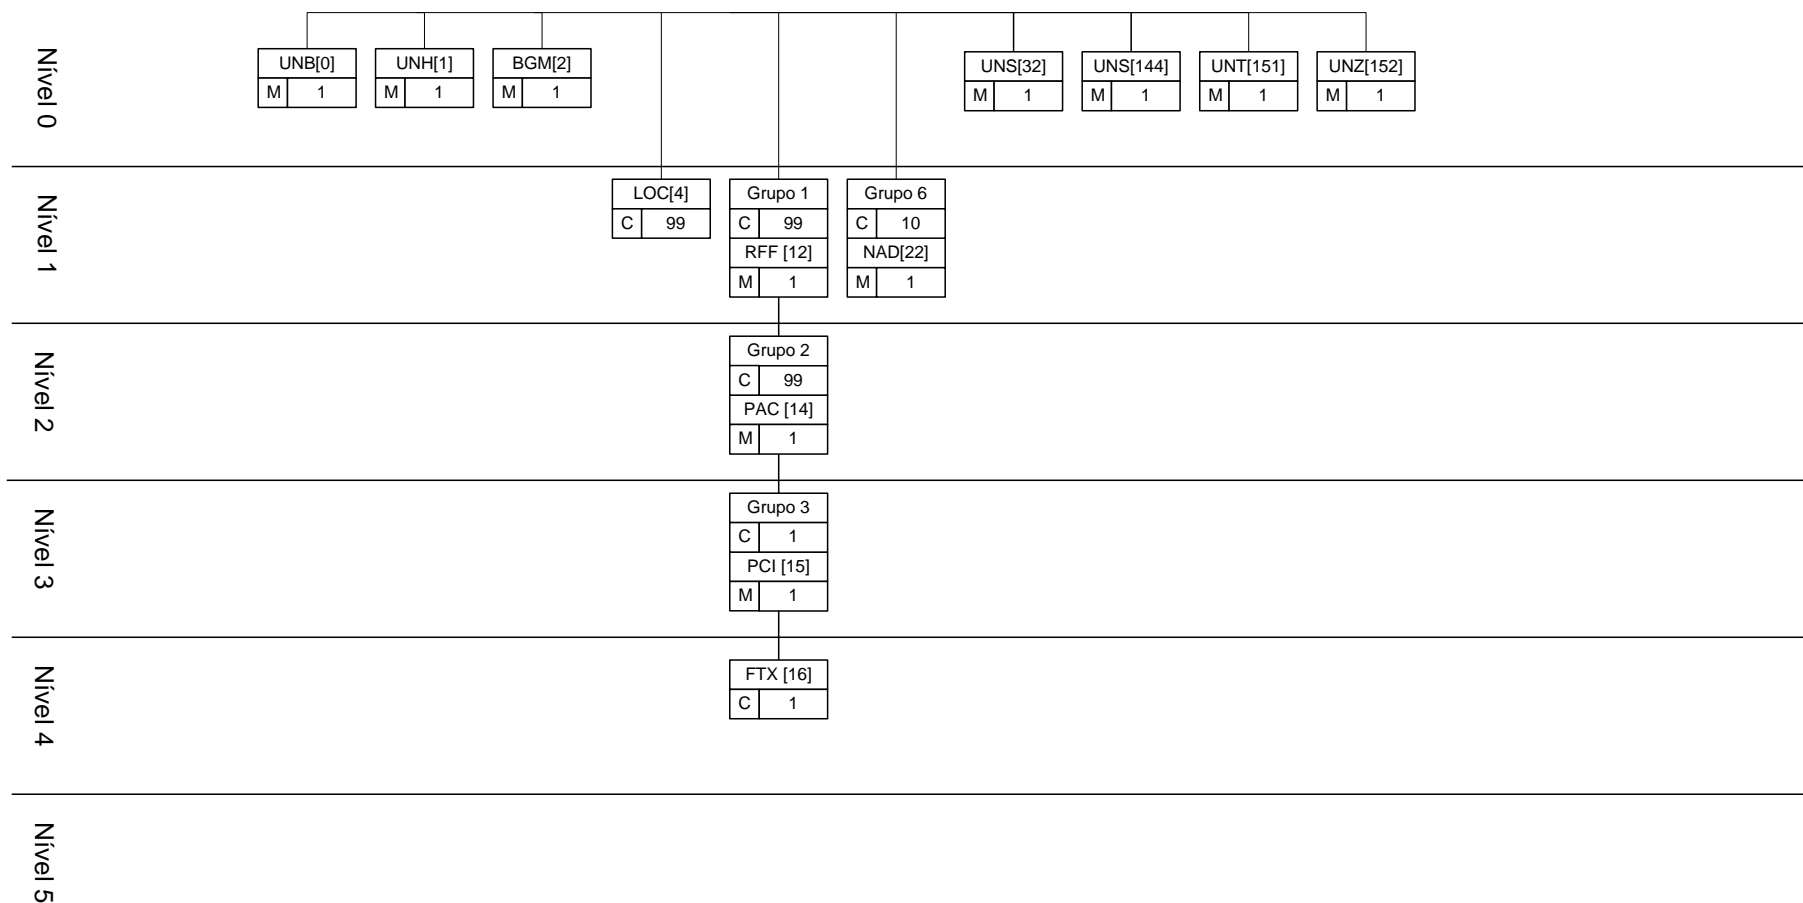 Nível 0
UNB[0]
M 1
UNH[1]
M 1
BGM[2]
M 1
UNS[32]
M 1
UNS[144]
M 1
UNT[151]
M 1
UNZ[152]
M 1
Nível 1
LOC[4]
C 99
Grupo 1
C 99
RFF [12]
M 1
Grupo 6
C 10
NAD[22]
M 1
Nível 2
Grupo 2
C 99
PAC [14]
M 1
Nível 3
Grupo 3
C 1
PCI [15]
M 1
Nível 4
FTX [16]
C 1
Nível 5